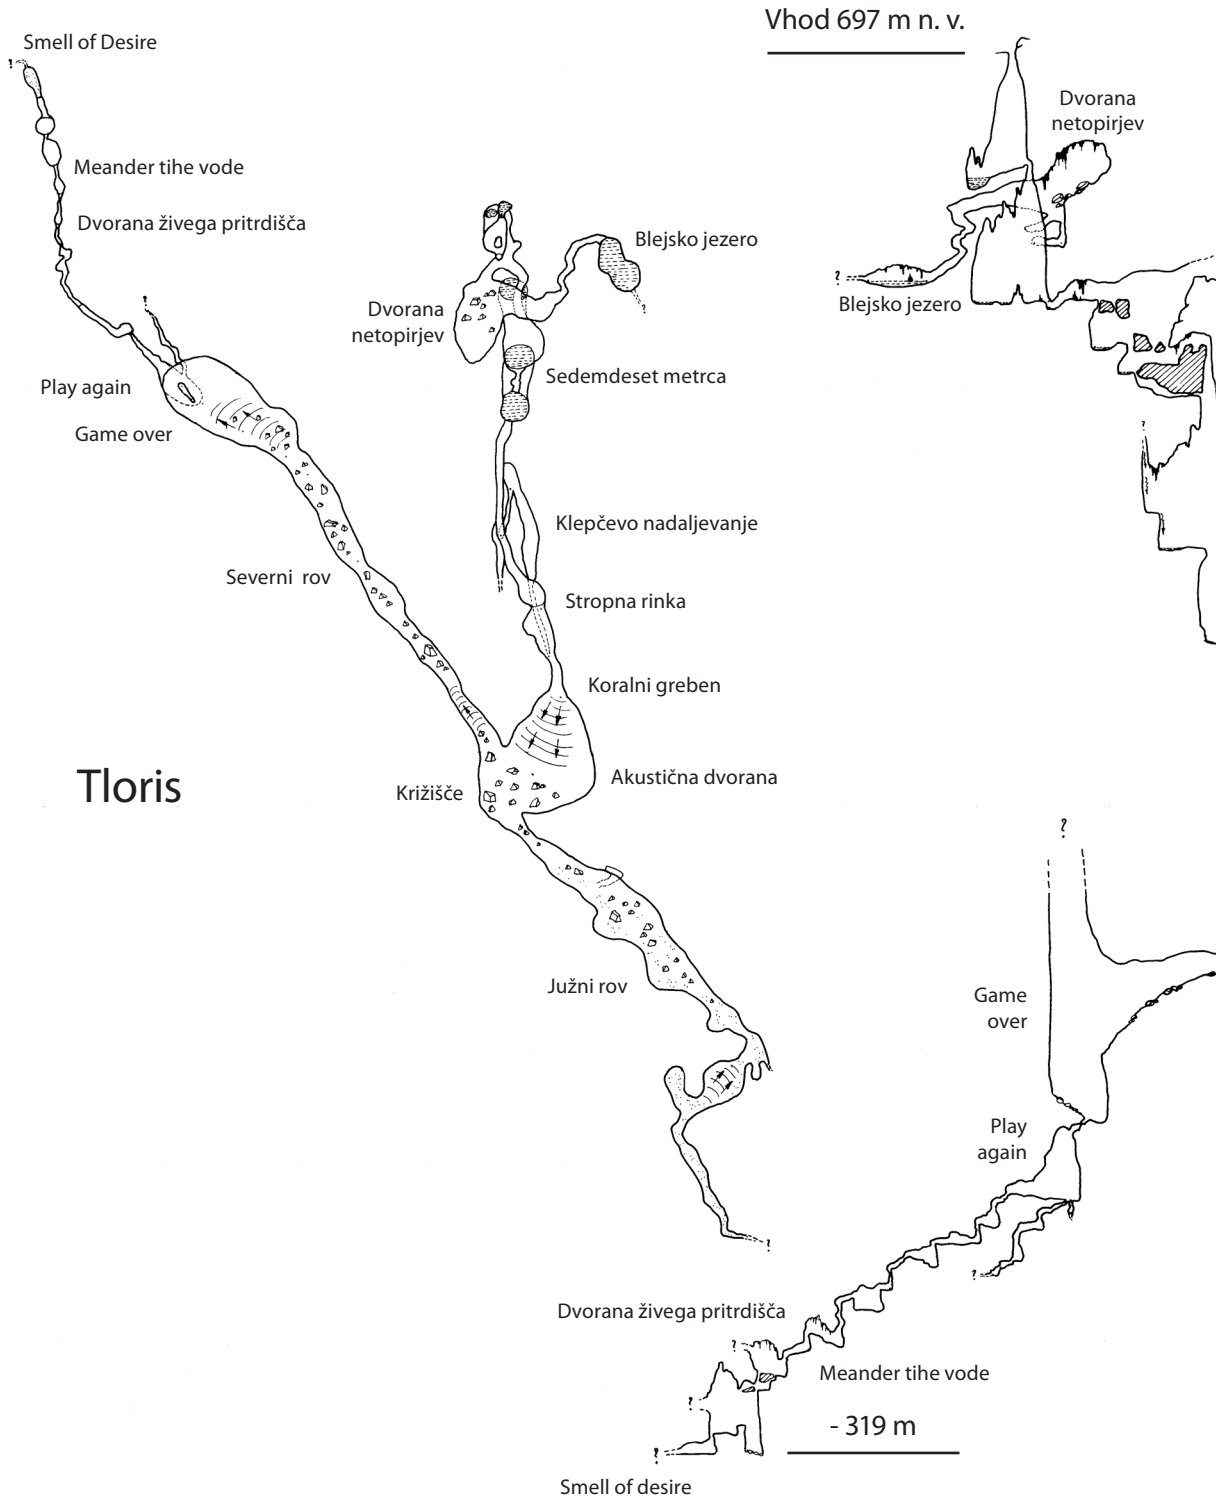 Vhod 697 m n. v.
Smell of Desire
?
Dvorana
netopirjev
Meander tihe vode
Dvorana živega pritrdišča
Blejsko jezero
?
Blejsko jezero
?
?
Dvorana
netopirjev
Sedemdeset metrca
Play again
Game over
?
Klepčevo nadaljevanje
Severni rov
Stropna rinka
Koralni greben
Tloris
Akustična dvorana
Križišče
?
Južni rov
Game
over
Play
again
?
?
Dvorana živega pritrdišča
?
Meander tihe vode
?
- 319 m
?
Smell of desire